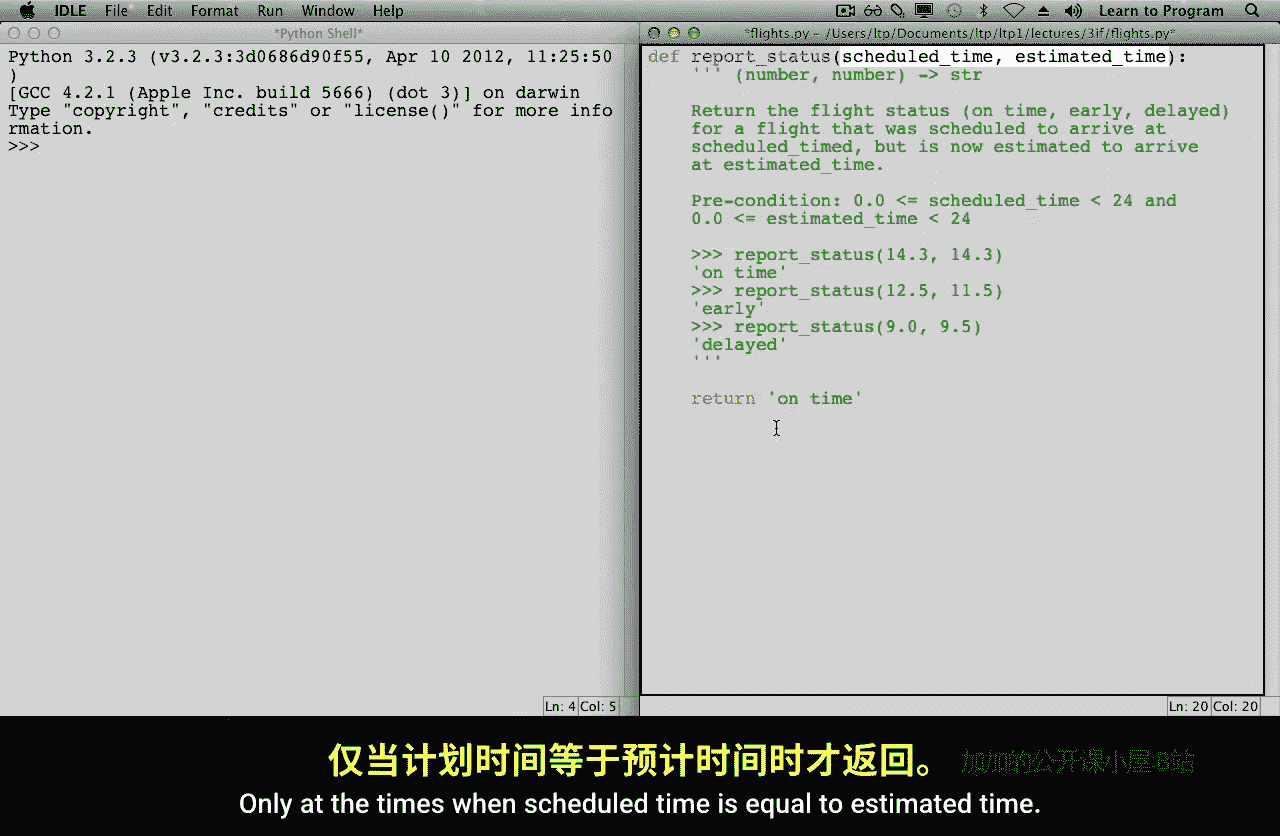 IDLE File Edit Format Run Window Help Learn to Program
*Python Shell*
Python 3.2.3 (v3.2.3:3d0686d90f55, Apr 10 2012, 11:25:50
)
[GCC 4.2.1 (Apple Inc. build 5666) (dot 3)] on darwin
Type "copyright", "credits" or "license()" for more info
rmation.
>>>
Ln: 4 Col: 5
*flights.py - /Users/ltp/Documents/ltp/ltp1/lectures/3if/flights.py*
def report_status(scheduled_time, estimated_time):
''' (number, number) -> str
Return the flight status (on time, early, delayed)
for a flight that was scheduled to arrive at
scheduled_timed, but is now estimated to arrive
at estimated_time.
Pre-condition: 0.0 <= scheduled_time < 24 and
0.0 <= estimated_time < 24
>>> report_status(14.3, 14.3)
'on time'
>>> report_status(12.5, 11.5)
'early'
>>> report_status(9.0, 9.5)
'delayed'
'''
return 'on time'
Ln: 20 Col: 20
仅当计划时间等于预计时间时才返回。
加加的公开课小屋·B站
Only at the times when scheduled time is equal to estimated time.